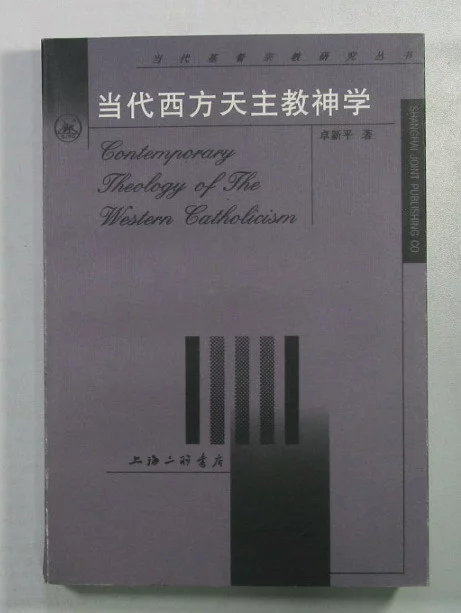 当代基督宗教研究丛书
当代西方天主教神学
卓新平 著
Contemporary
Theology of The
Western Catholicism
SHANGHAI JOINT PUBLISHING CO.
上海三联书店